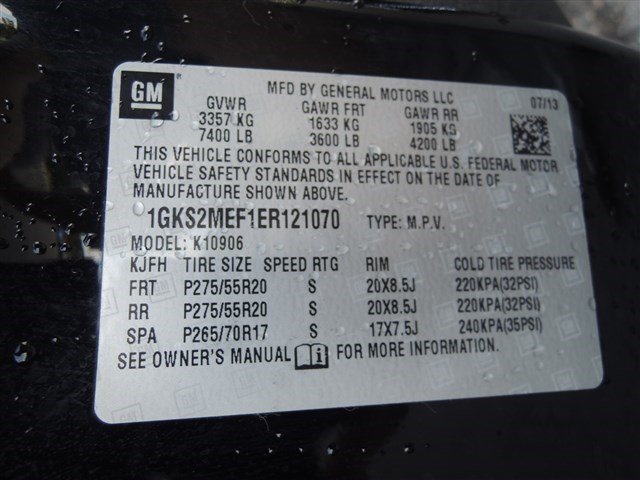 GM
MFD BY GENERAL MOTORS LLC 07/13
GVWR GAWR FRT GAWR RR
3357 KG 1633 KG 1905 KG
7400 LB 3600 LB 4200 LB
THIS VEHICLE CONFORMS TO ALL APPLICABLE U.S. FEDERAL MOTOR
VEHICLE SAFETY STANDARDS IN EFFECT ON THE DATE OF
MANUFACTURE SHOWN ABOVE.
1GKS2MEF1ER121070 TYPE: M.P.V.
MODEL: K10906
KJFH TIRE SIZE SPEED RTG RIM COLD TIRE PRESSURE
FRT P275/55R20 S 20X8.5J 220KPA(32PSI)
RR P275/55R20 S 20X8.5J 220KPA(32PSI)
SPA P265/70R17 S 17X7.5J 240KPA(35PSI)
SEE OWNER'S MANUAL FOR MORE INFORMATION.